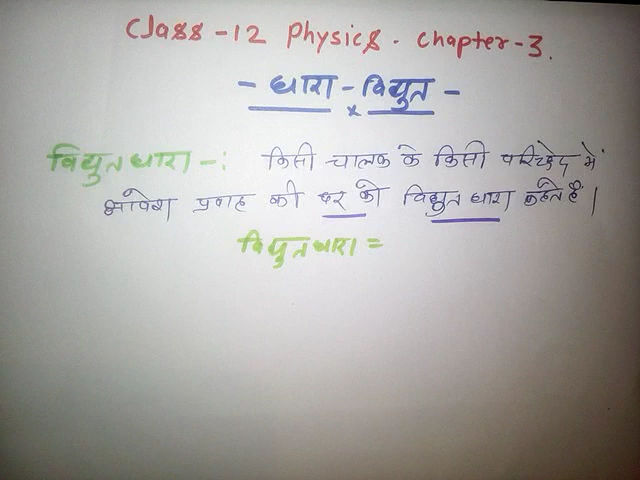 Class-12 Physics. Chapter-3.
- धारा - विद्युत -
x
विद्युत धारा -: किसी चालक के किसी परिच्छेद में
आवेश प्रवाह की दर को विद्युत धारा कहते हैं।
विद्युत धारा =